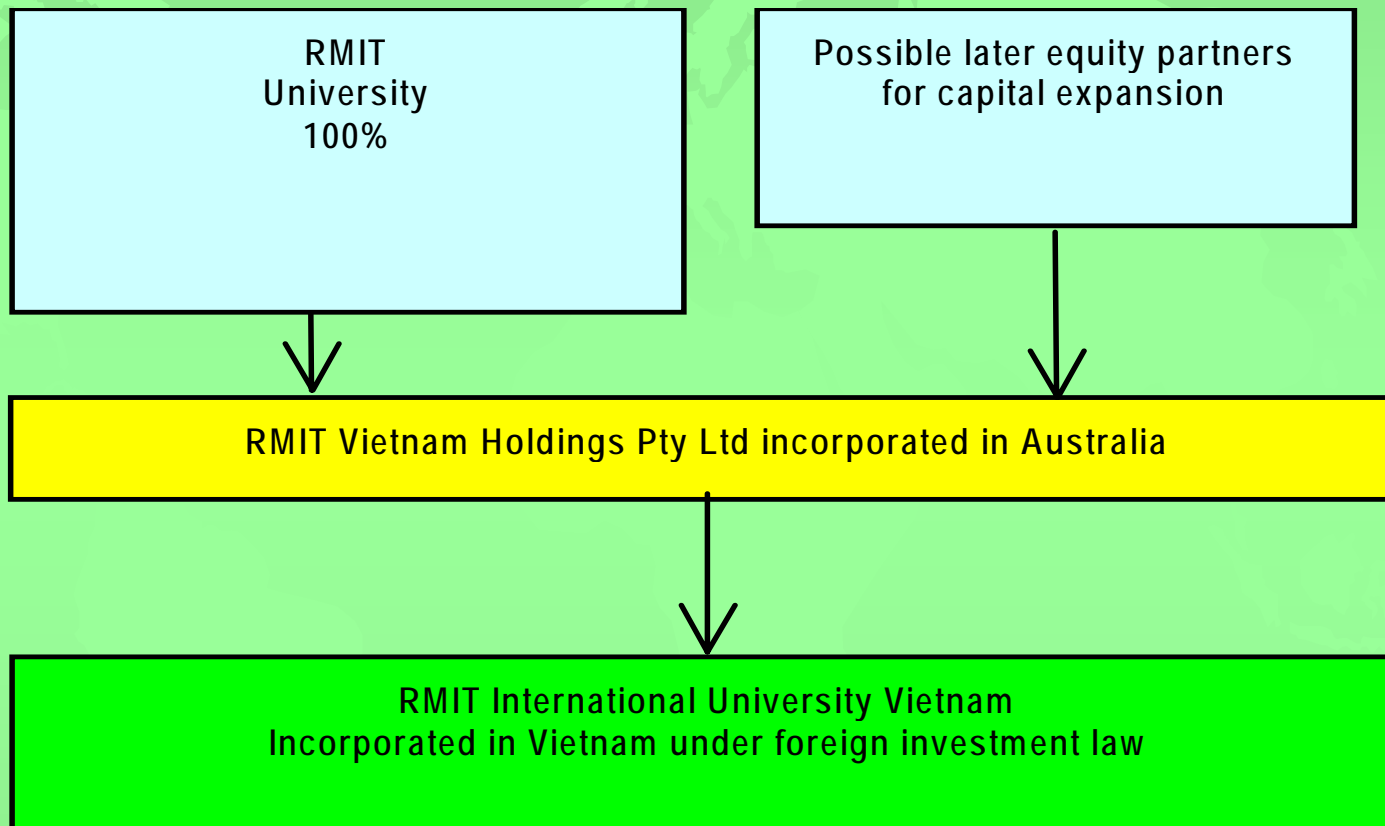 RMIT
University
100%
Possible later equity partners
for capital expansion
RMIT Vietnam Holdings Pty Ltd incorporated in Australia
RMIT International University Vietnam
Incorporated in Vietnam under foreign investment law